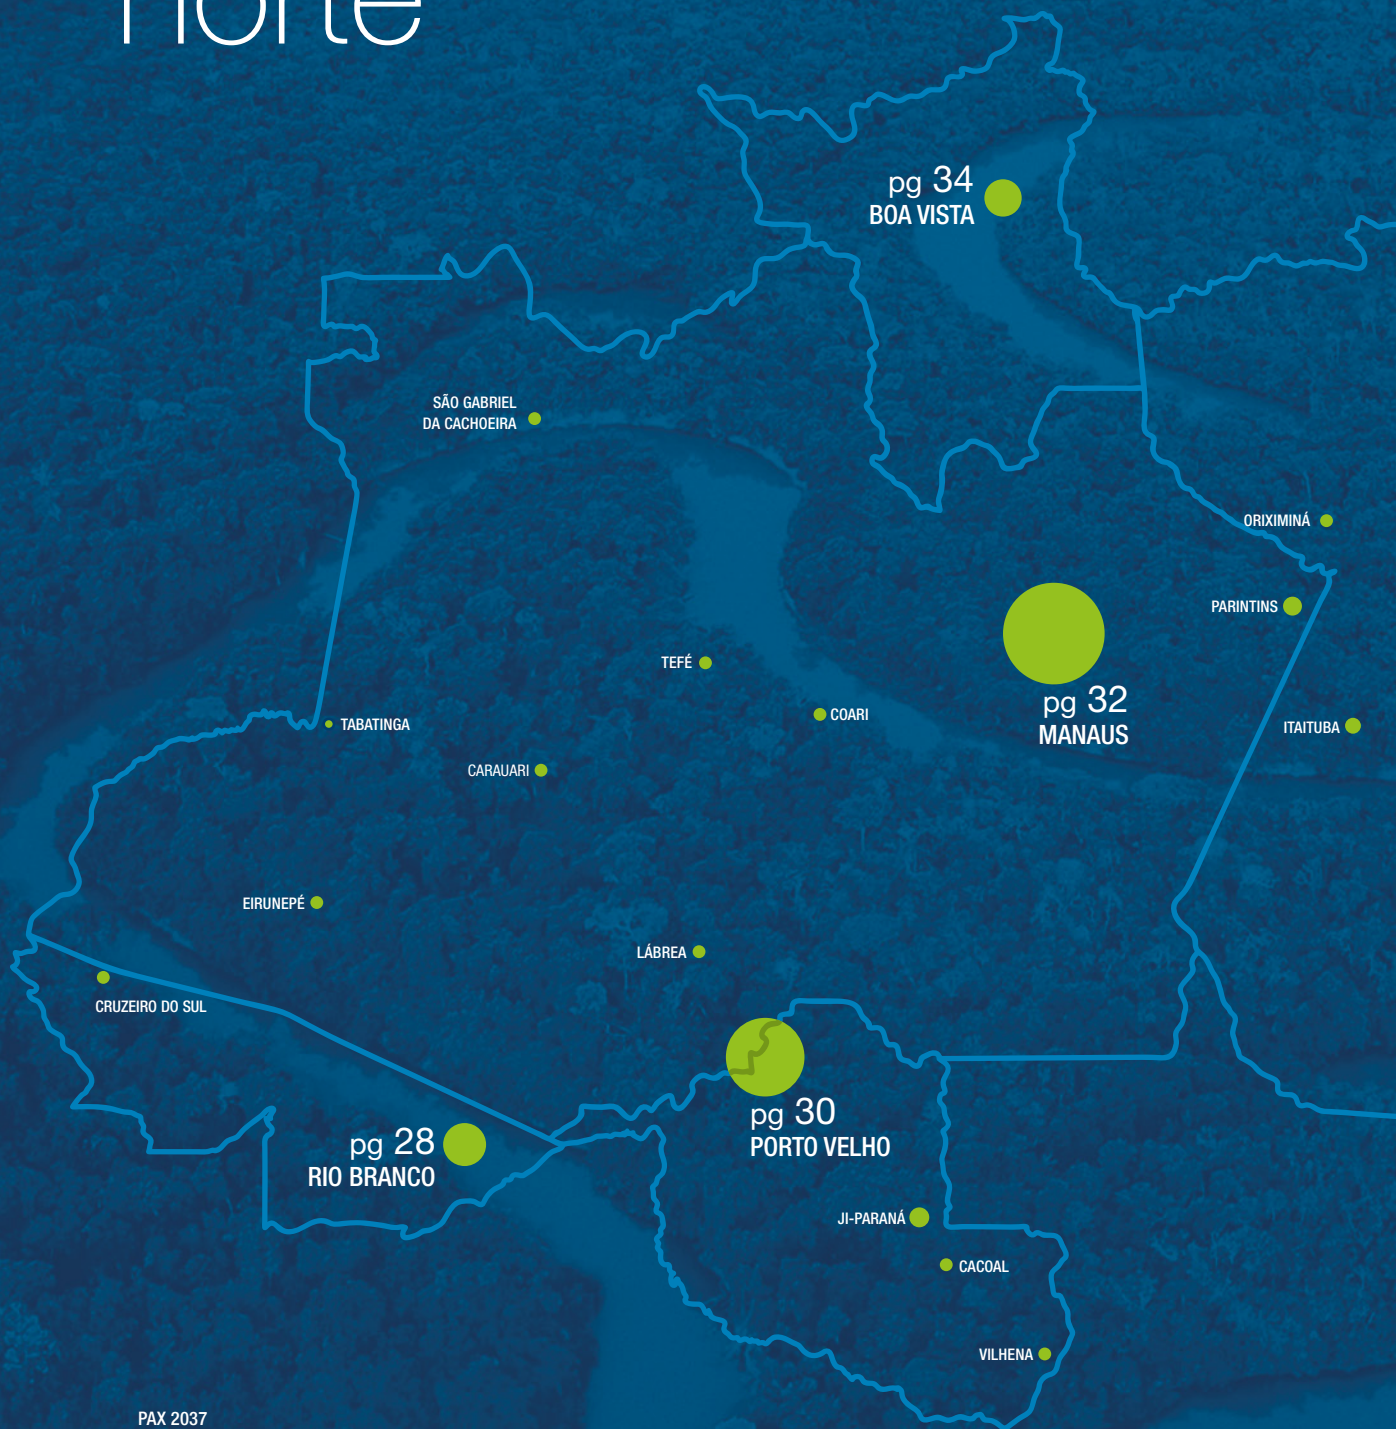 norte
pg 34
BOA VISTA
SÃO GABRIEL
DA CACHOEIRA
ORIXIMINÁ
PARINTINS
TEFÉ
pg 32
MANAUS
COARI
TABATINGA
ITAITUBA
CARAUARI
EIRUNEPÉ
LÁBREA
CRUZEIRO DO SUL
pg 30
PORTO VELHO
pg 28
RIO BRANCO
JI-PARANÁ
CACOAL
VILHENA
PAX 2037